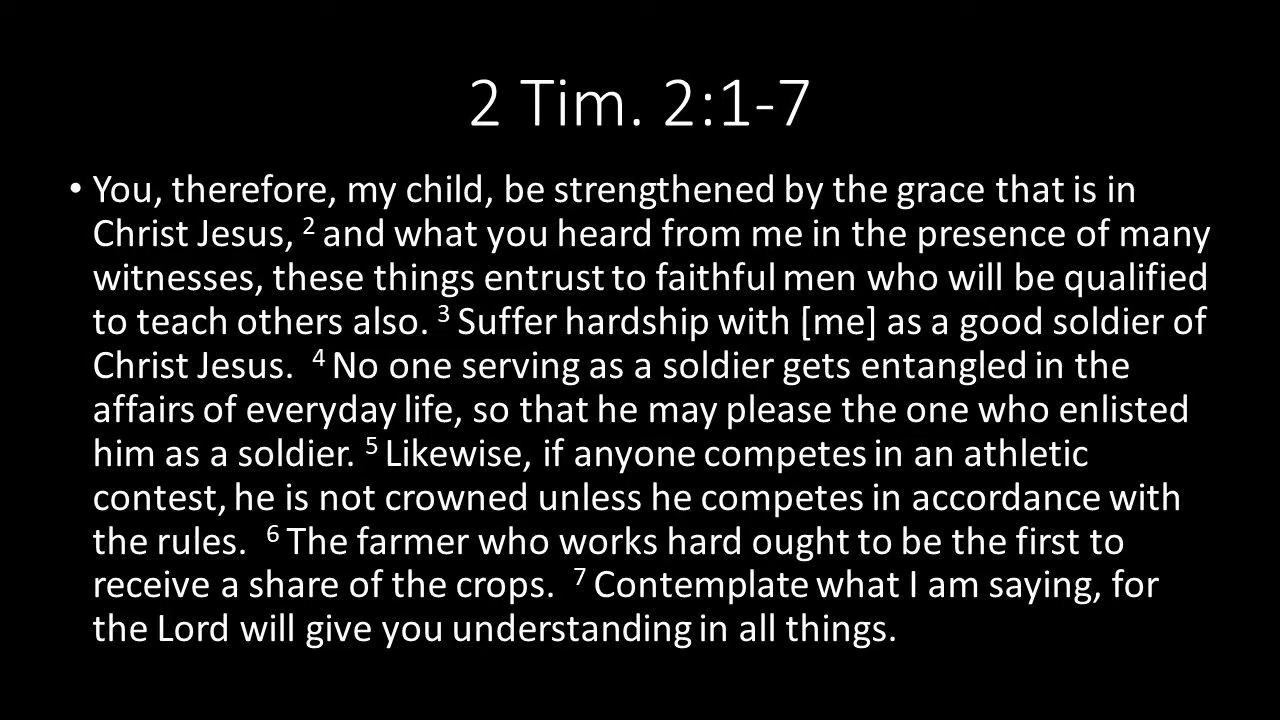 2 Tim. 2:1-7
• You, therefore, my child, be strengthened by the grace that is in
Christ Jesus, ² and what you heard from me in the presence of many
witnesses, these things entrust to faithful men who will be qualified
to teach others also. ³ Suffer hardship with [me] as a good soldier of
Christ Jesus.  ⁴ No one serving as a soldier gets entangled in the
affairs of everyday life, so that he may please the one who enlisted
him as a soldier. ⁵ Likewise, if anyone competes in an athletic
contest, he is not crowned unless he competes in accordance with
the rules.  ⁶ The farmer who works hard ought to be the first to
receive a share of the crops.  ⁷ Contemplate what I am saying, for
the Lord will give you understanding in all things.